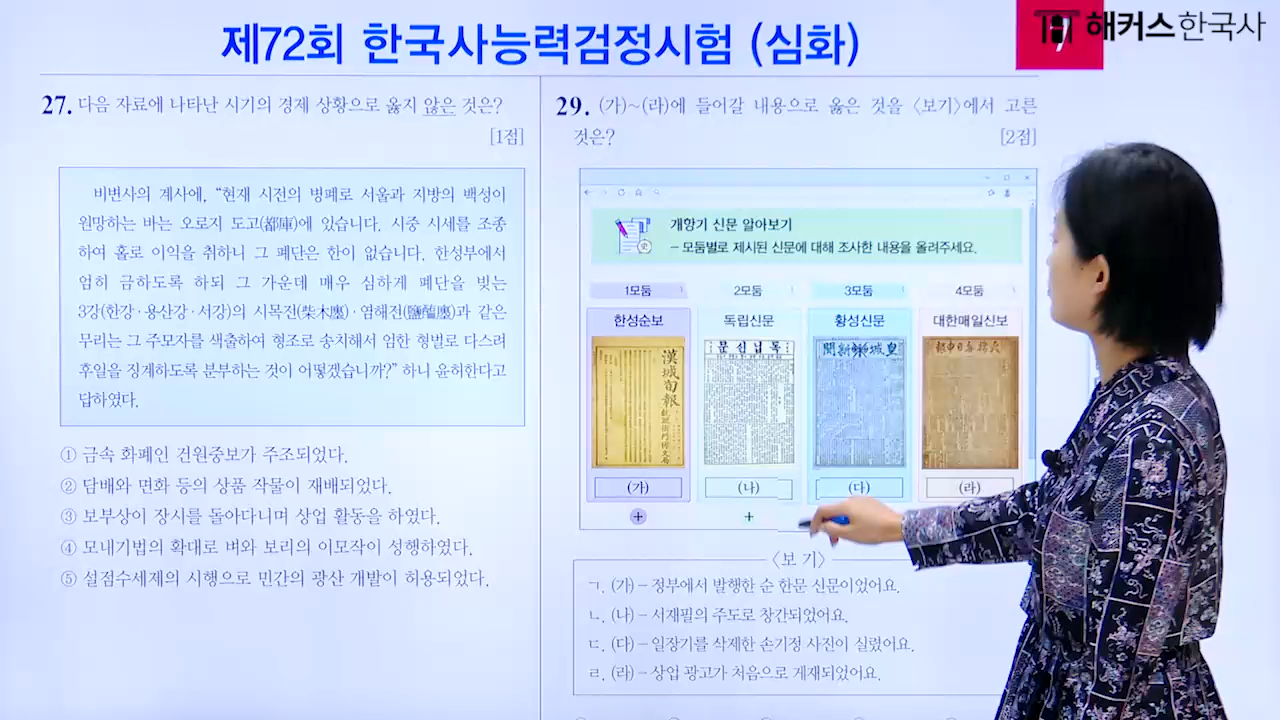 제72회 한국사능력검정시험 (심화)
해커스한국사
27. 다음 자료에 나타난 시기의 경제 상황으로 옳지 않은 것은?
[1점]
비변사의 계사에, "현재 시전의 병폐로 서울과 지방의 백성이
원망하는 바는 오로지 도고(都庫)에 있습니다. 시중 시세를 조종
하여 홀로 이익을 취하니 그 폐단은 한이 없습니다. 한성부에서
엄히 금하도록 하되 그 가운데 매우 심하게 폐단을 빚는
3강(한강·용산강·서강)의 시목전(柴木廛)·염해전(鹽醢廛)과 같은
무리는 그 주모자를 색출하여 형조로 송치해서 엄한 형벌로 다스려
후일을 징계하도록 분부하는 것이 어떻겠습니까?" 하니 윤허한다고
답하였다.
① 금속 화폐인 건원중보가 주조되었다.
② 담배와 면화 등의 상품 작물이 재배되었다.
③ 보부상이 장시를 돌아다니며 상업 활동을 하였다.
④ 모내기법의 확대로 벼와 보리의 이모작이 성행하였다.
⑤ 설점수세제의 시행으로 민간의 광산 개발이 허용되었다.
29. (가)~(라)에 들어갈 내용으로 옳은 것을 〈보기〉에서 고른
것은?
[2점]
개항기 신문 알아보기
- 모둠별로 제시된 신문에 대해 조사한 내용을 올려주세요.
1모둠 2모둠 3모둠 4모둠
한성순보 독립신문 황성신문 대한매일신보
漢城旬報
독닙신문
皇城新聞
(가) (나) (다) (라)
〈보기〉
ㄱ. (가) - 정부에서 발행한 순 한문 신문이었어요.
ㄴ. (나) - 서재필의 주도로 창간되었어요.
ㄷ. (다) - 일장기를 삭제한 손기정 사진이 실렸어요.
ㄹ. (라) - 상업 광고가 처음으로 게재되었어요.